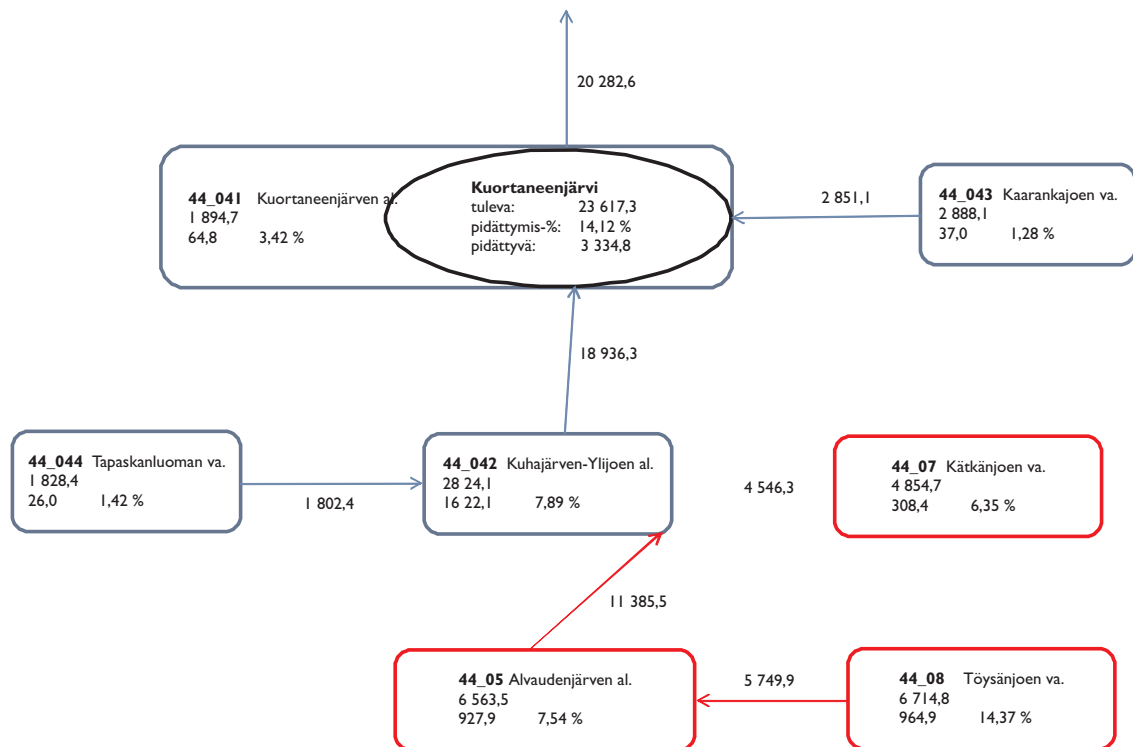 20 282,6
44_041 Kuortaneenjärven al.
1 894,7
64,8 3,42 %
Kuortaneenjärvi
tuleva: 23 617,3
pidättymis-%: 14,12 %
pidättyvä: 3 334,8
2 851,1
44_043 Kaarankajoen va.
2 888,1
37,0 1,28 %
18 936,3
44_044 Tapaskanluoman va.
1 828,4
26,0 1,42 %
1 802,4
44_042 Kuhajärven-Ylijoen al.
28 24,1
16 22,1 7,89 %
4 546,3
44_07 Kätkänjoen va.
4 854,7
308,4 6,35 %
11 385,5
44_05 Alvaudenjärven al.
6 563,5
927,9 7,54 %
5 749,9
44_08 Töysänjoen va.
6 714,8
964,9 14,37 %